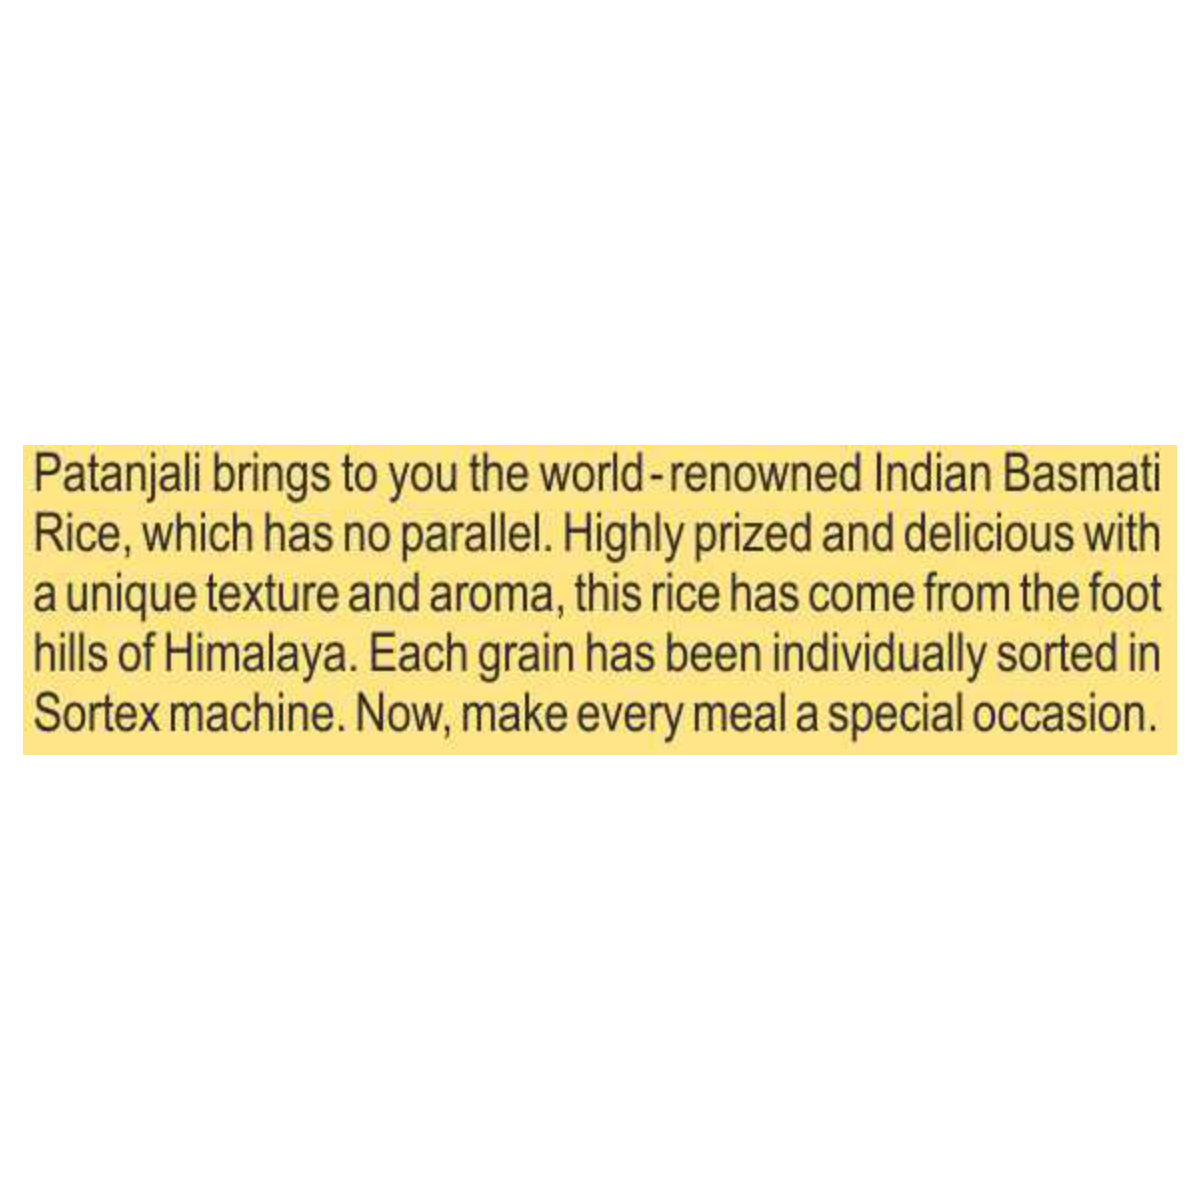 Patanjali brings to you the world-renowned Indian Basmati
Rice, which has no parallel. Highly prized and delicious with
a unique texture and aroma, this rice has come from the foot
hills of Himalaya. Each grain has been individually sorted in
Sortex machine. Now, make every meal a special occasion.